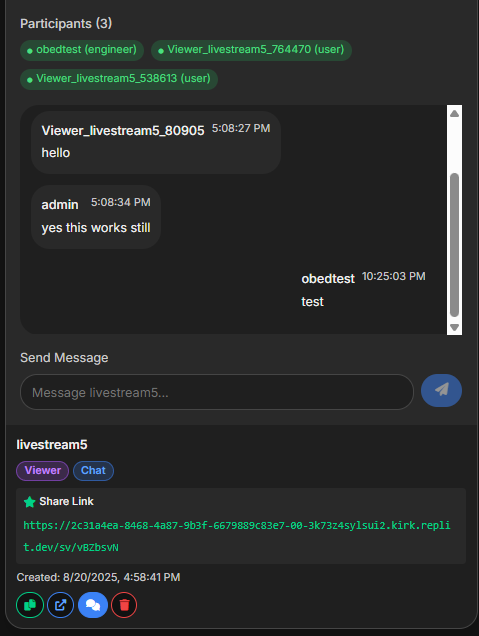 Participants (3)
obedtest (engineer)
Viewer_livestream5_764470 (user)
Viewer_livestream5_538613 (user)
Viewer_livestream5_80905 5:08:27 PM
hello
admin 5:08:34 PM
yes this works still
obedtest 10:25:03 PM
test
Send Message
Message livestream5...
livestream5
Viewer Chat
Share Link
https://2c31a4ea-8468-4a87-9b3f-6679889c83e7-00-3k73z4sylsui2.kirk.repli
t.dev/sv/vBZbsvN
Created: 8/20/2025, 4:58:41 PM